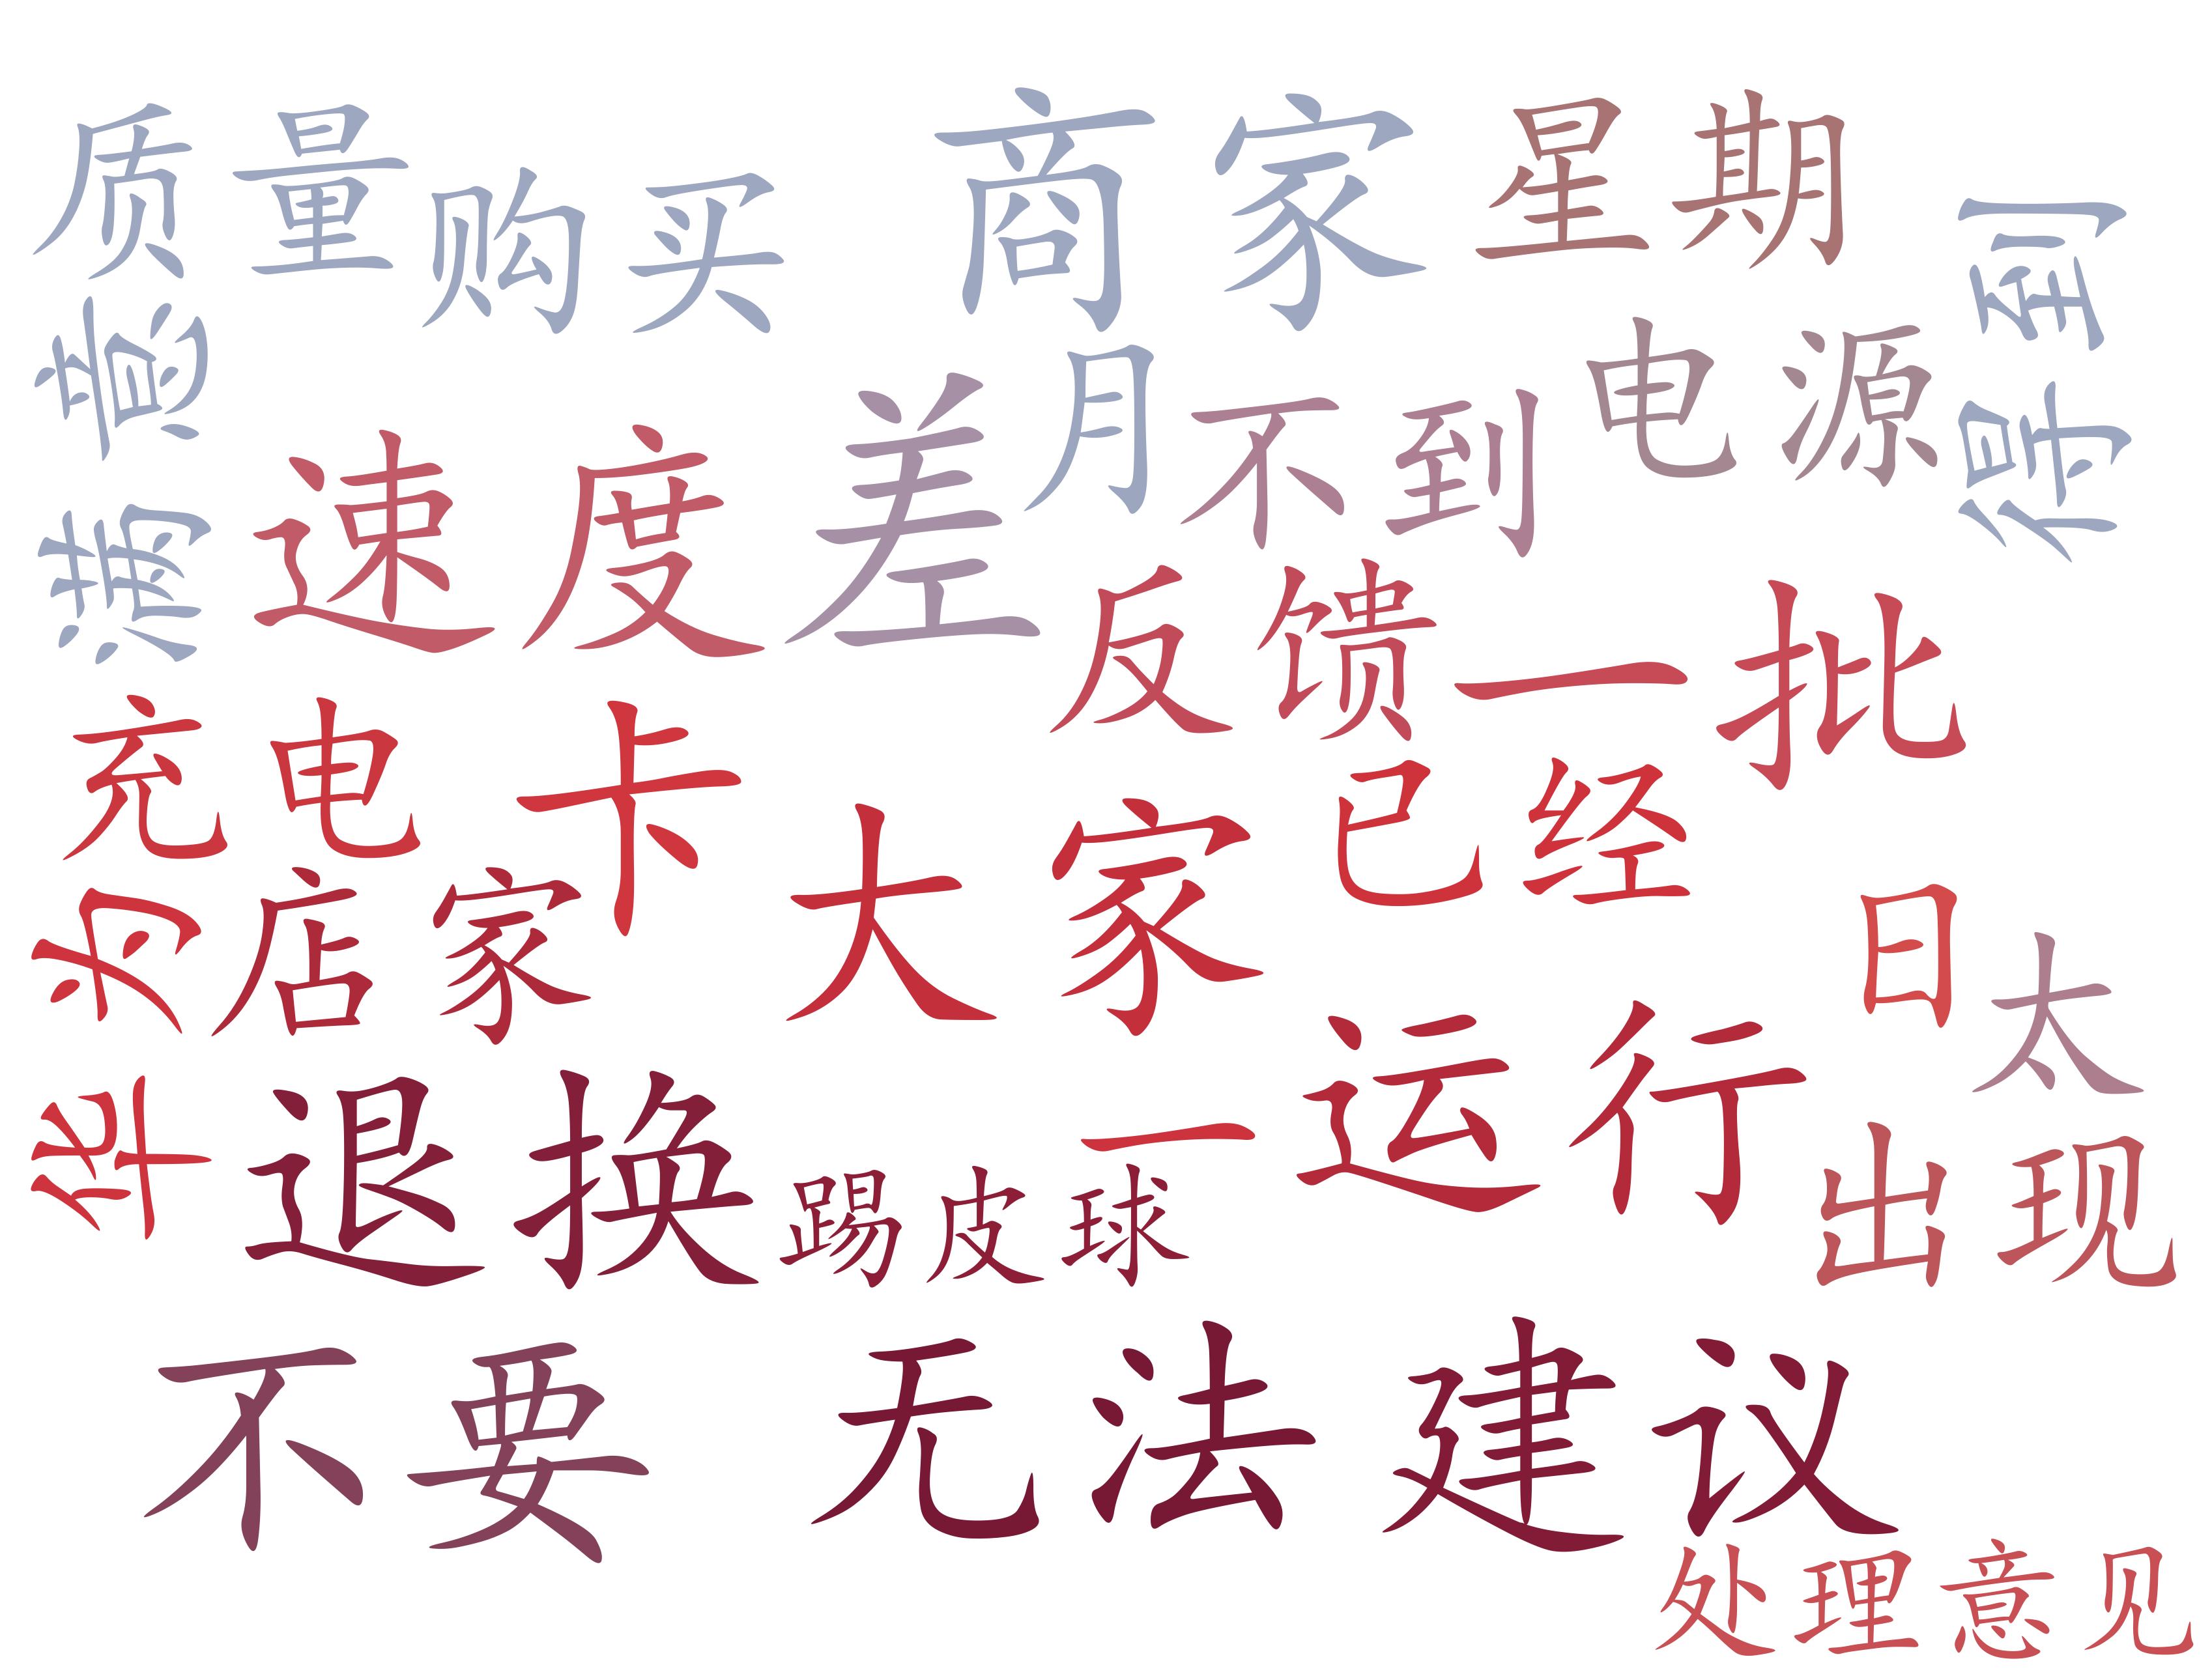 质量
购买
商家
星期
月
不到
电源
速度
差
反馈
一批
充电
卡
大家
已经
店家
日
太
退换
踢皮球
一
运行
出现
不要
无法
建议
处理意见